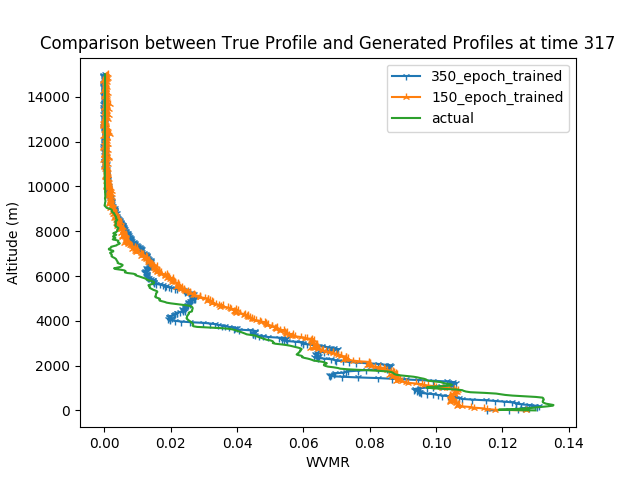 Comparison between True Profile and Generated Profiles at time 317
350_epoch_trained
150_epoch_trained
actual
Altitude (m)
14000
12000
10000
8000
6000
4000
2000
0
0.00 0.02 0.04 0.06 0.08 0.10 0.12 0.14
WVMR